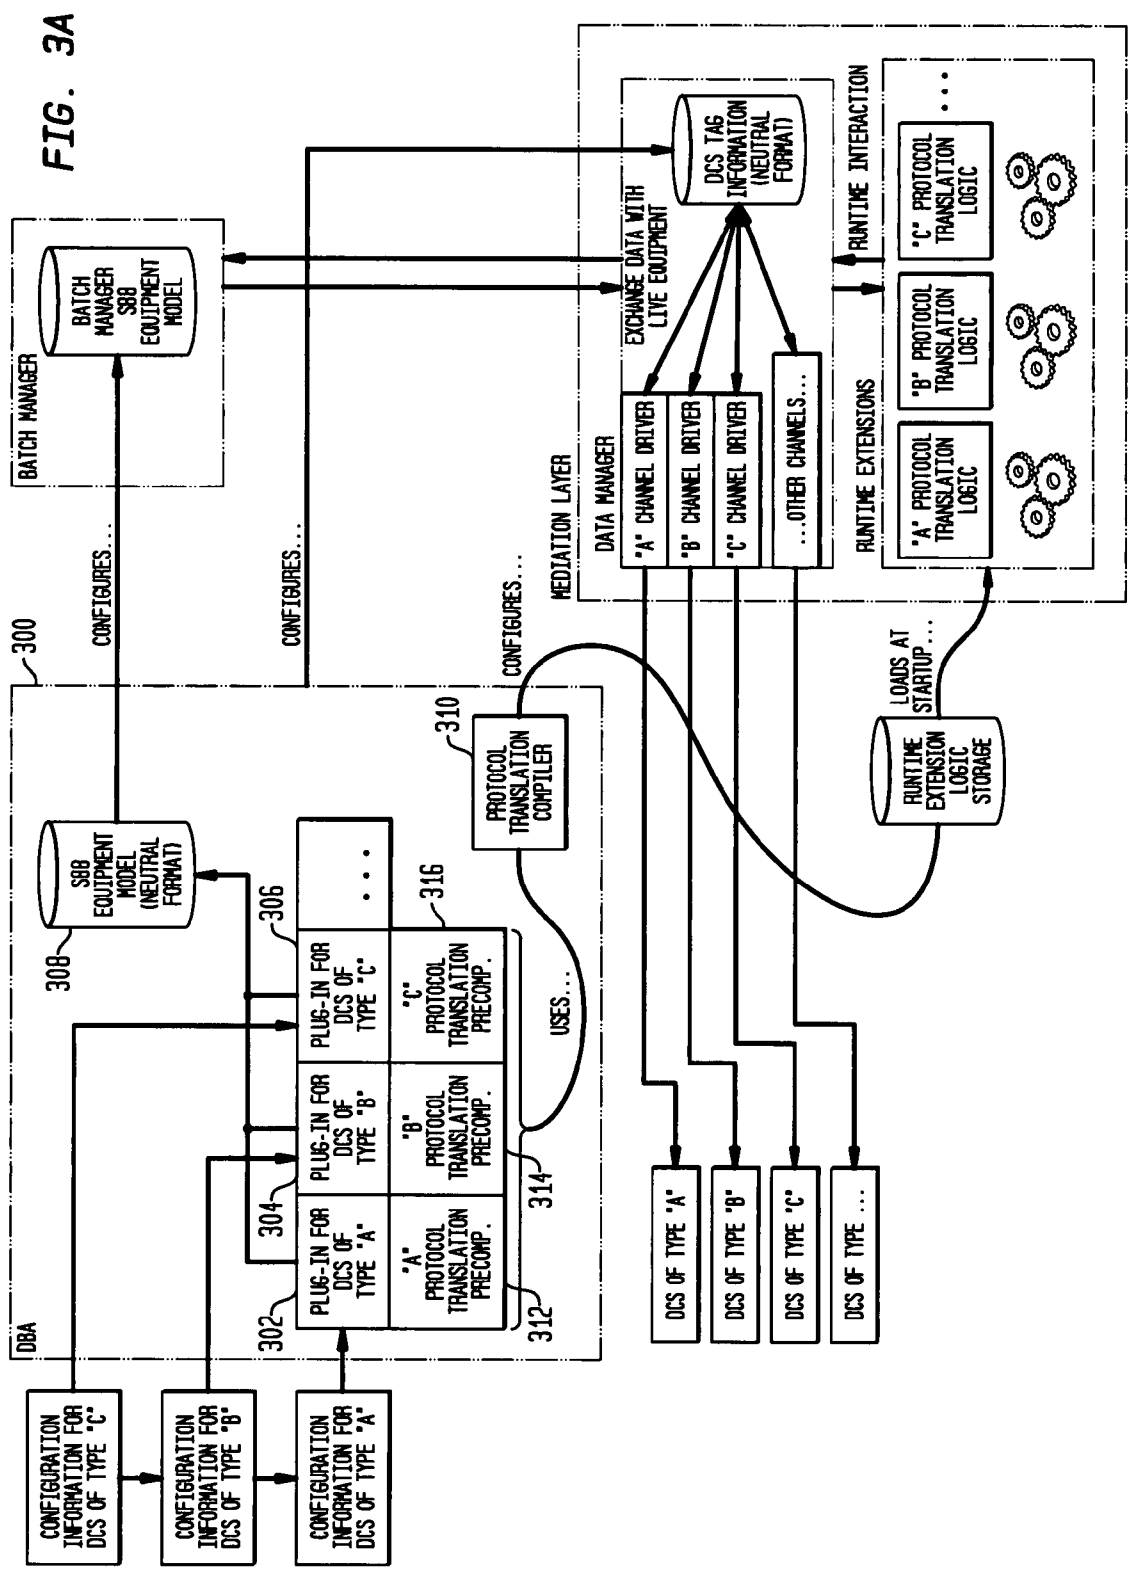 FIG. 3A
CONFIGURATION
INFORMATION FOR
DCS OF TYPE "C"
CONFIGURATION
INFORMATION FOR
DCS OF TYPE "B"
CONFIGURATION
INFORMATION FOR
DCS OF TYPE "A"
DBA
300
308
S88
EQUIPMENT
MODEL
(NEUTRAL
FORMAT)
302
304
306
PLUG-IN FOR
DCS OF
TYPE "A"
PLUG-IN FOR
DCS OF
TYPE "B"
PLUG-IN FOR
DCS OF
TYPE "C"
. . .
"A"
PROTOCOL
TRANSLATION
PRECOMP.
"B"
PROTOCOL
TRANSLATION
PRECOMP.
"C"
PROTOCOL
TRANSLATION
PRECOMP.
312
314
316
USES...
310
PROTOCOL
TRANSLATION
COMPILER
CONFIGURES...
CONFIGURES...
CONFIGURES...
BATCH MANAGER
BATCH
MANAGER
S88
EQUIPMENT
MODEL
MEDIATION LAYER
DATA MANAGER
"A" CHANNEL DRIVER
"B" CHANNEL DRIVER
"C" CHANNEL DRIVER
...OTHER CHANNELS...
EXCHANGE DATA WITH
LIVE EQUIPMENT
DCS TAG
INFORMATION
(NEUTRAL
FORMAT)
RUNTIME EXTENSIONS
RUNTIME INTERACTION
"A" PROTOCOL
TRANSLATION
LOGIC
"B" PROTOCOL
TRANSLATION
LOGIC
"C" PROTOCOL
TRANSLATION
LOGIC
. . .
LOADS AT
STARTUP...
RUNTIME
EXTENSION
LOGIC
STORAGE
DCS OF TYPE "A"
DCS OF TYPE "B"
DCS OF TYPE "C"
DCS OF TYPE ...